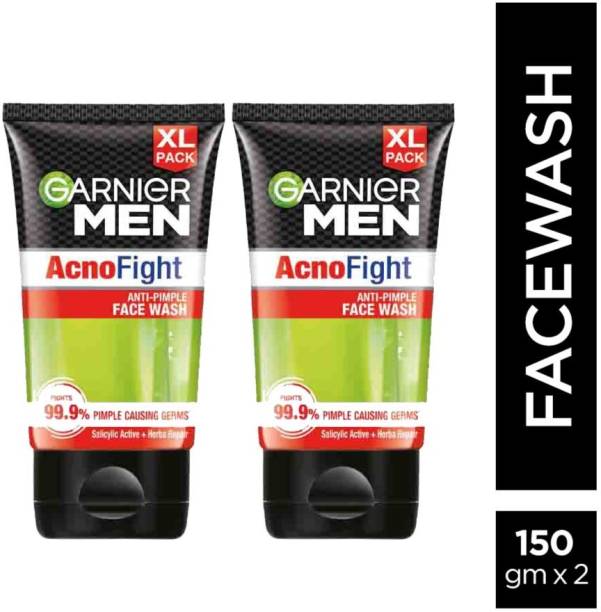 XL
PACK
GARNIER
MEN
AcnoFight
ANTI-PIMPLE
FACE WASH
FIGHTS
99.9% PIMPLE CAUSING GERMS
Salicylic Active + Herba Repair
XL
PACK
GARNIER
MEN
AcnoFight
ANTI-PIMPLE
FACE WASH
FIGHTS
99.9% PIMPLE CAUSING GERMS
Salicylic Active + Herba Repair
FACEWASH
150
gm x 2